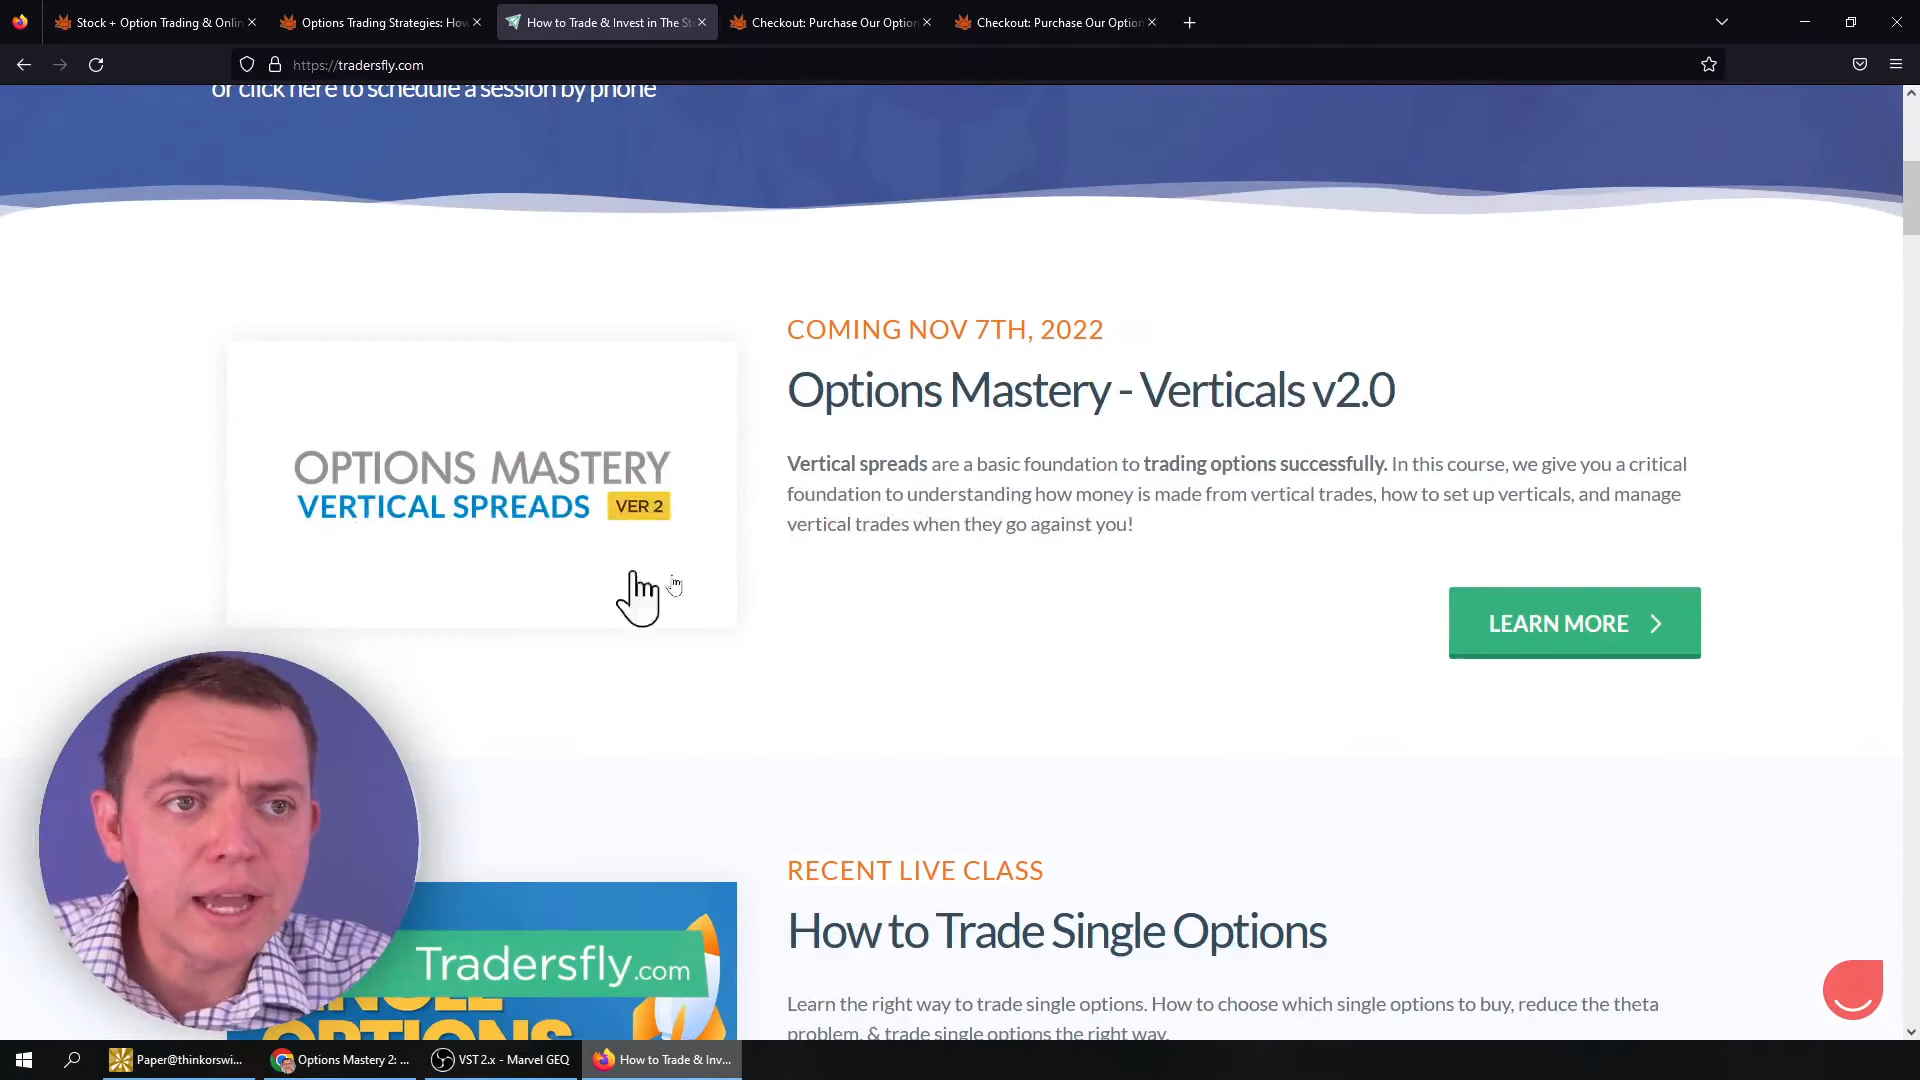 Stock + Option Trading & Onlin
Options Trading Strategies: How
How to Trade & Invest in The St
Checkout: Purchase Our Option
Checkout: Purchase Our Option
https://tradersfly.com
or click here to schedule a session by phone
COMING NOV 7TH, 2022
Options Mastery - Verticals v2.0
Vertical spreads are a basic foundation to trading options successfully. In this course, we give you a critical
foundation to understanding how money is made from vertical trades, how to set up verticals, and manage
vertical trades when they go against you!
OPTIONS MASTERY
VERTICAL SPREADS VER 2
LEARN MORE
RECENT LIVE CLASS
How to Trade Single Options
Learn the right way to trade single options. How to choose which single options to buy, reduce the theta
problem, & trade single options the right way.
Tradersfly.com
SINGLE
OPTIONS
Paper@thinkorswi...
Options Mastery 2: ...
VST 2.x - Marvel GEQ
How to Trade & Inv...